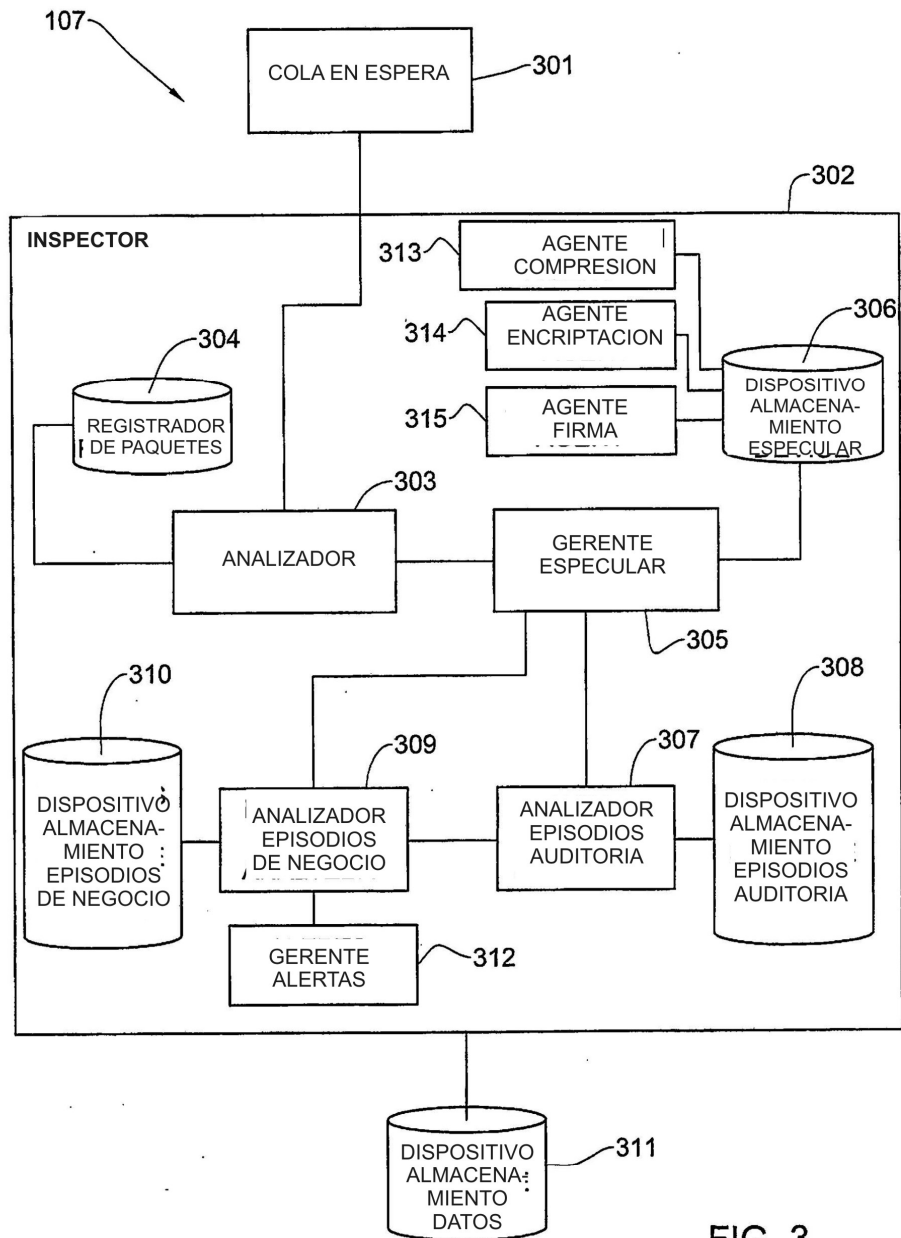 107
COLA EN ESPERA
301
302
INSPECTOR
313
AGENTE
COMPRESION
314
AGENTE
ENCRIPTACION
315
AGENTE
FIRMA
306
DISPOSITIVO
ALMACENA-
MIENTO
ESPECULAR
304
REGISTRADOR
DE PAQUETES
303
ANALIZADOR
GERENTE
ESPECULAR
305
310
DISPOSITIVO
ALMACENA-
MIENTO
EPISODIOS
DE NEGOCIO
309
ANALIZADOR
EPISODIOS
DE NEGOCIO
307
ANALIZADOR
EPISODIOS
AUDITORIA
308
DISPOSITIVO
ALMACENA-
MIENTO
EPISODIOS
AUDITORIA
GERENTE
ALERTAS
312
DISPOSITIVO
ALMACENA-
MIENTO
DATOS
311
FIG. 3